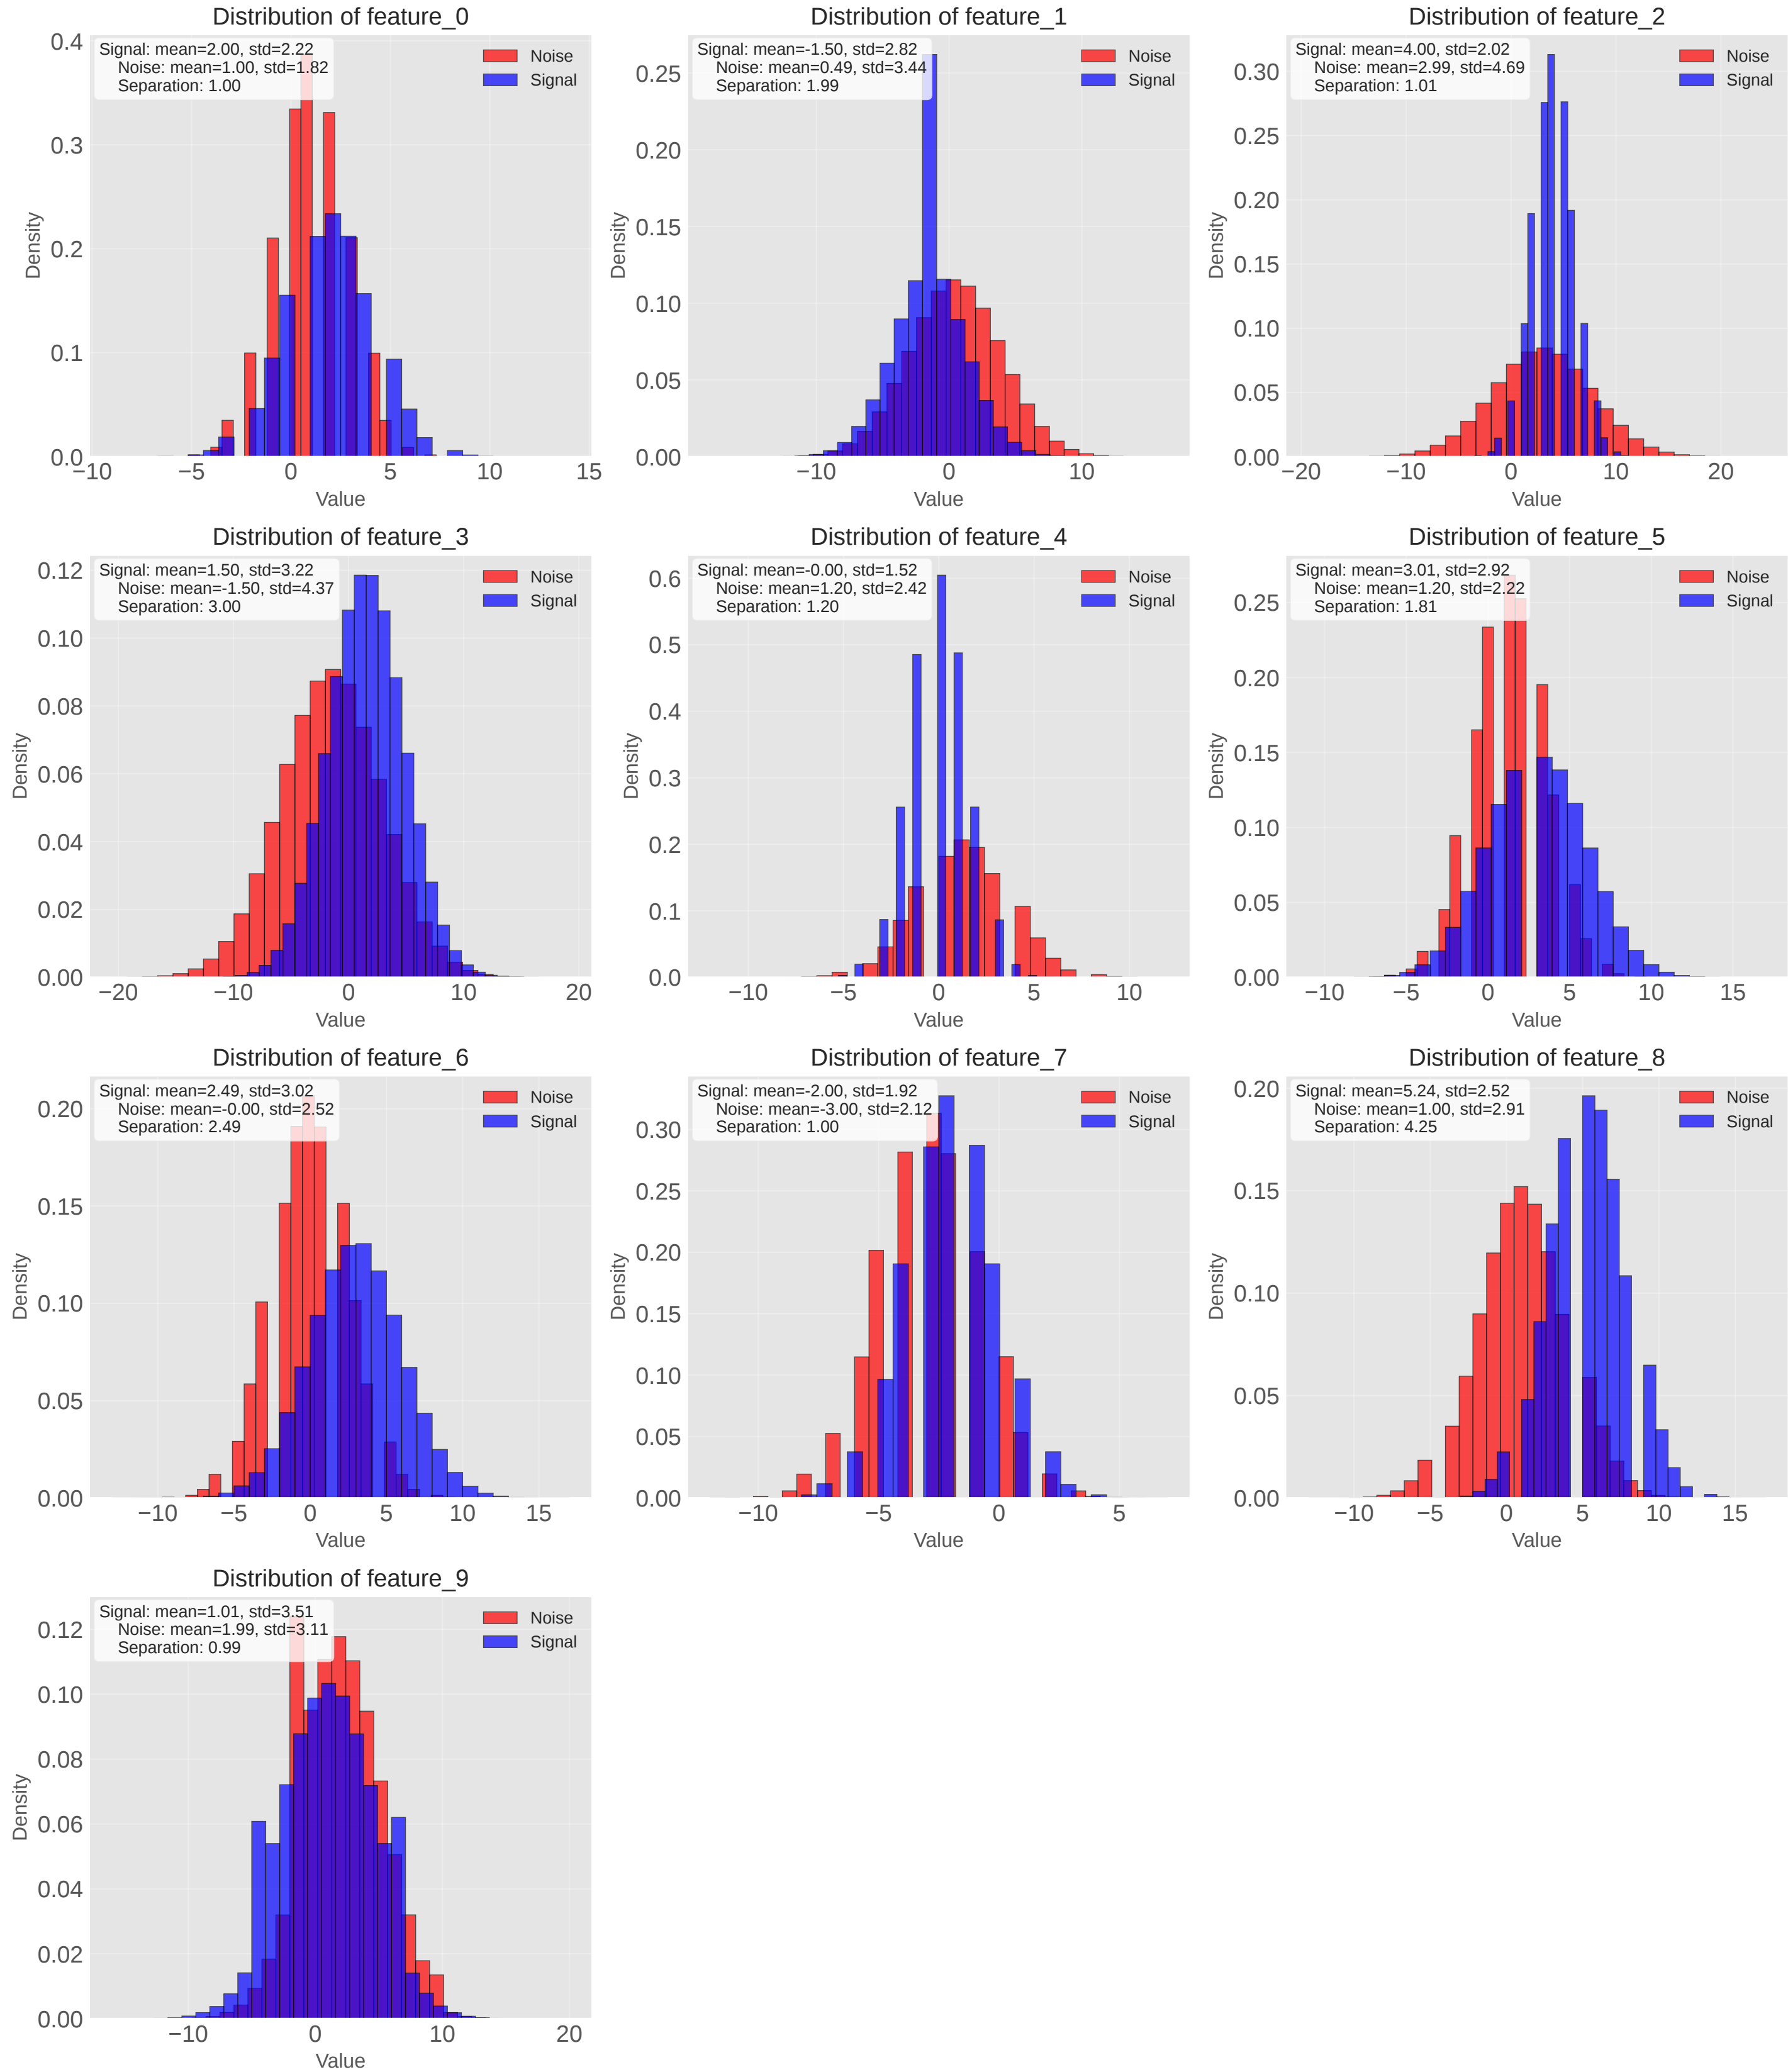 Distribution of feature_0
Signal: mean=2.00, std=2.22
Noise: mean=1.00, std=1.82
Separation: 1.00
Noise
Signal
0.4
0.3
0.2
0.1
0.0
Density
−10 −5 0 5 10 15
Value
Distribution of feature_1
Signal: mean=-1.50, std=2.82
Noise: mean=0.49, std=3.44
Separation: 1.99
Noise
Signal
0.25
0.20
0.15
0.10
0.05
0.00
Density
−10 0 10
Value
Distribution of feature_2
Signal: mean=4.00, std=2.02
Noise: mean=2.99, std=4.69
Separation: 1.01
Noise
Signal
0.30
0.25
0.20
0.15
0.10
0.05
0.00
Density
−20 −10 0 10 20
Value
Distribution of feature_3
Signal: mean=1.50, std=3.22
Noise: mean=-1.50, std=4.37
Separation: 3.00
Noise
Signal
0.12
0.10
0.08
0.06
0.04
0.02
0.00
Density
−20 −10 0 10 20
Value
Distribution of feature_4
Signal: mean=-0.00, std=1.52
Noise: mean=1.20, std=2.42
Separation: 1.20
Noise
Signal
0.6
0.5
0.4
0.3
0.2
0.1
0.0
Density
−10 −5 0 5 10
Value
Distribution of feature_5
Signal: mean=3.01, std=2.92
Noise: mean=1.20, std=2.22
Separation: 1.81
Noise
Signal
0.25
0.20
0.15
0.10
0.05
0.00
Density
−10 −5 0 5 10 15
Value
Distribution of feature_6
Signal: mean=2.49, std=3.02
Noise: mean=-0.00, std=2.52
Separation: 2.49
Noise
Signal
0.20
0.15
0.10
0.05
0.00
Density
−10 −5 0 5 10 15
Value
Distribution of feature_7
Signal: mean=-2.00, std=1.92
Noise: mean=-3.00, std=2.12
Separation: 1.00
Noise
Signal
0.30
0.25
0.20
0.15
0.10
0.05
0.00
Density
−10 −5 0 5
Value
Distribution of feature_8
Signal: mean=5.24, std=2.52
Noise: mean=1.00, std=2.91
Separation: 4.25
Noise
Signal
0.20
0.15
0.10
0.05
0.00
Density
−10 −5 0 5 10 15
Value
Distribution of feature_9
Signal: mean=1.01, std=3.51
Noise: mean=1.99, std=3.11
Separation: 0.99
Noise
Signal
0.12
0.10
0.08
0.06
0.04
0.02
0.00
Density
−10 0 10 20
Value